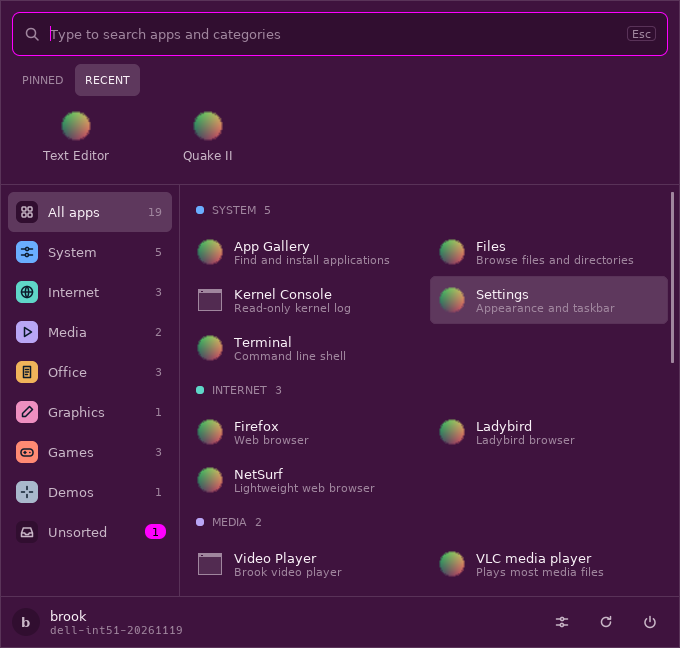 Type to search apps and categories
Esc
PINNED
RECENT
Text Editor
Quake II
All apps 19
System 5
Internet 3
Media 2
Office 3
Graphics 1
Games 3
Demos 1
Unsorted 1
SYSTEM 5
App Gallery
Find and install applications
Files
Browse files and directories
Kernel Console
Read-only kernel log
Settings
Appearance and taskbar
Terminal
Command line shell
INTERNET 3
Firefox
Web browser
Ladybird
Ladybird browser
NetSurf
Lightweight web browser
MEDIA 2
Video Player
Brook video player
VLC media player
Plays most media files
b
brook
dell-int51-20261119